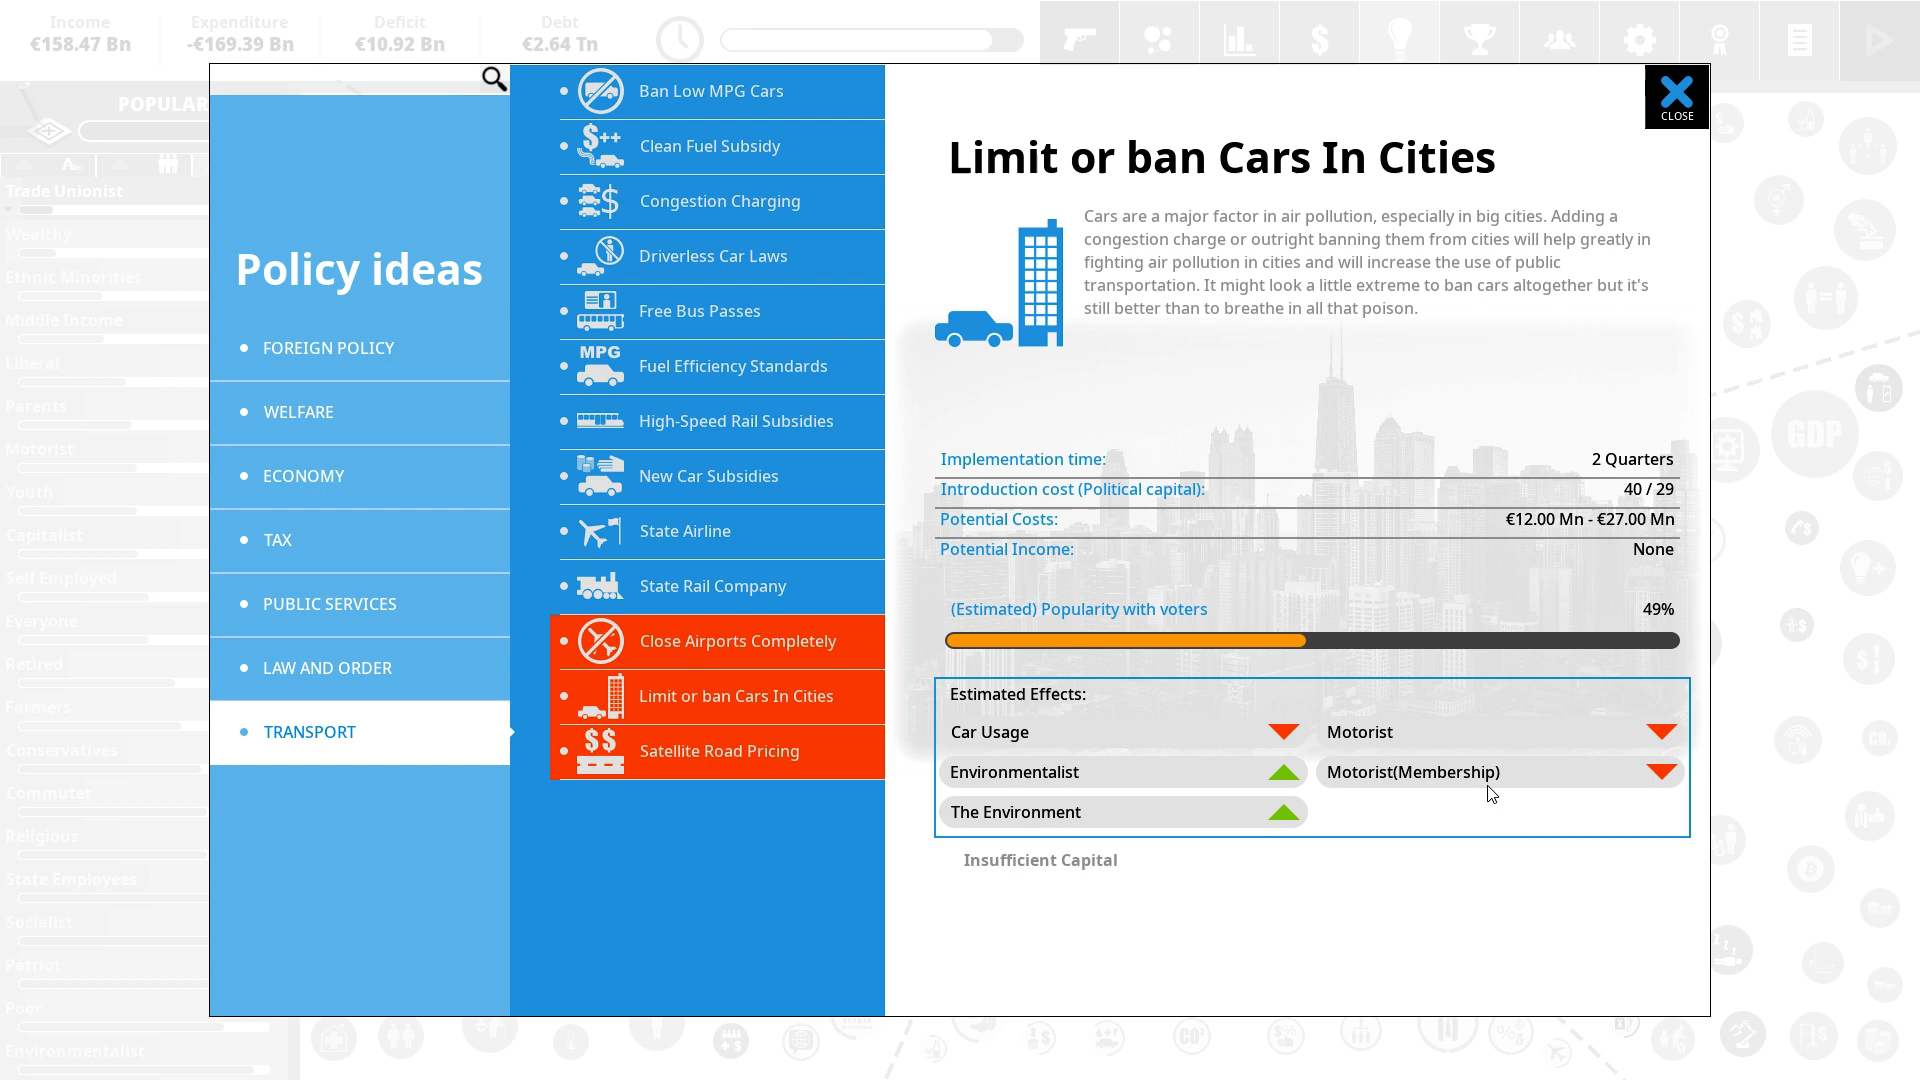 Income
€158.47 Bn
Expenditure
-€169.39 Bn
Deficit
€10.92 Bn
Debt
€2.64 Tn
POPULAR
Trade Unionist
Wealthy
Ethnic Minorities
Middle Income
Liberal
Parents
Motorist
Youth
Capitalist
Self Employed
Everyone
Retired
Farmers
Conservatives
Commuter
Religious
State Employees
Socialist
Patriot
Poor
Environmentalist
Policy ideas
FOREIGN POLICY
WELFARE
ECONOMY
TAX
PUBLIC SERVICES
LAW AND ORDER
TRANSPORT
Ban Low MPG Cars
Clean Fuel Subsidy
Congestion Charging
Driverless Car Laws
Free Bus Passes
MPG
Fuel Efficiency Standards
High-Speed Rail Subsidies
New Car Subsidies
State Airline
State Rail Company
Close Airports Completely
Limit or ban Cars In Cities
Satellite Road Pricing
CLOSE
Limit or ban Cars In Cities
Cars are a major factor in air pollution, especially in big cities. Adding a
congestion charge or outright banning them from cities will help greatly in
fighting air pollution in cities and will increase the use of public
transportation. It might look a little extreme to ban cars altogether but it's
still better than to breathe in all that poison.
Implementation time: 2 Quarters
Introduction cost (Political capital): 40 / 29
Potential Costs: €12.00 Mn - €27.00 Mn
Potential Income: None
(Estimated) Popularity with voters 49%
Estimated Effects:
Car Usage
Motorist
Environmentalist
Motorist(Membership)
The Environment
Insufficient Capital
GDP
CO²